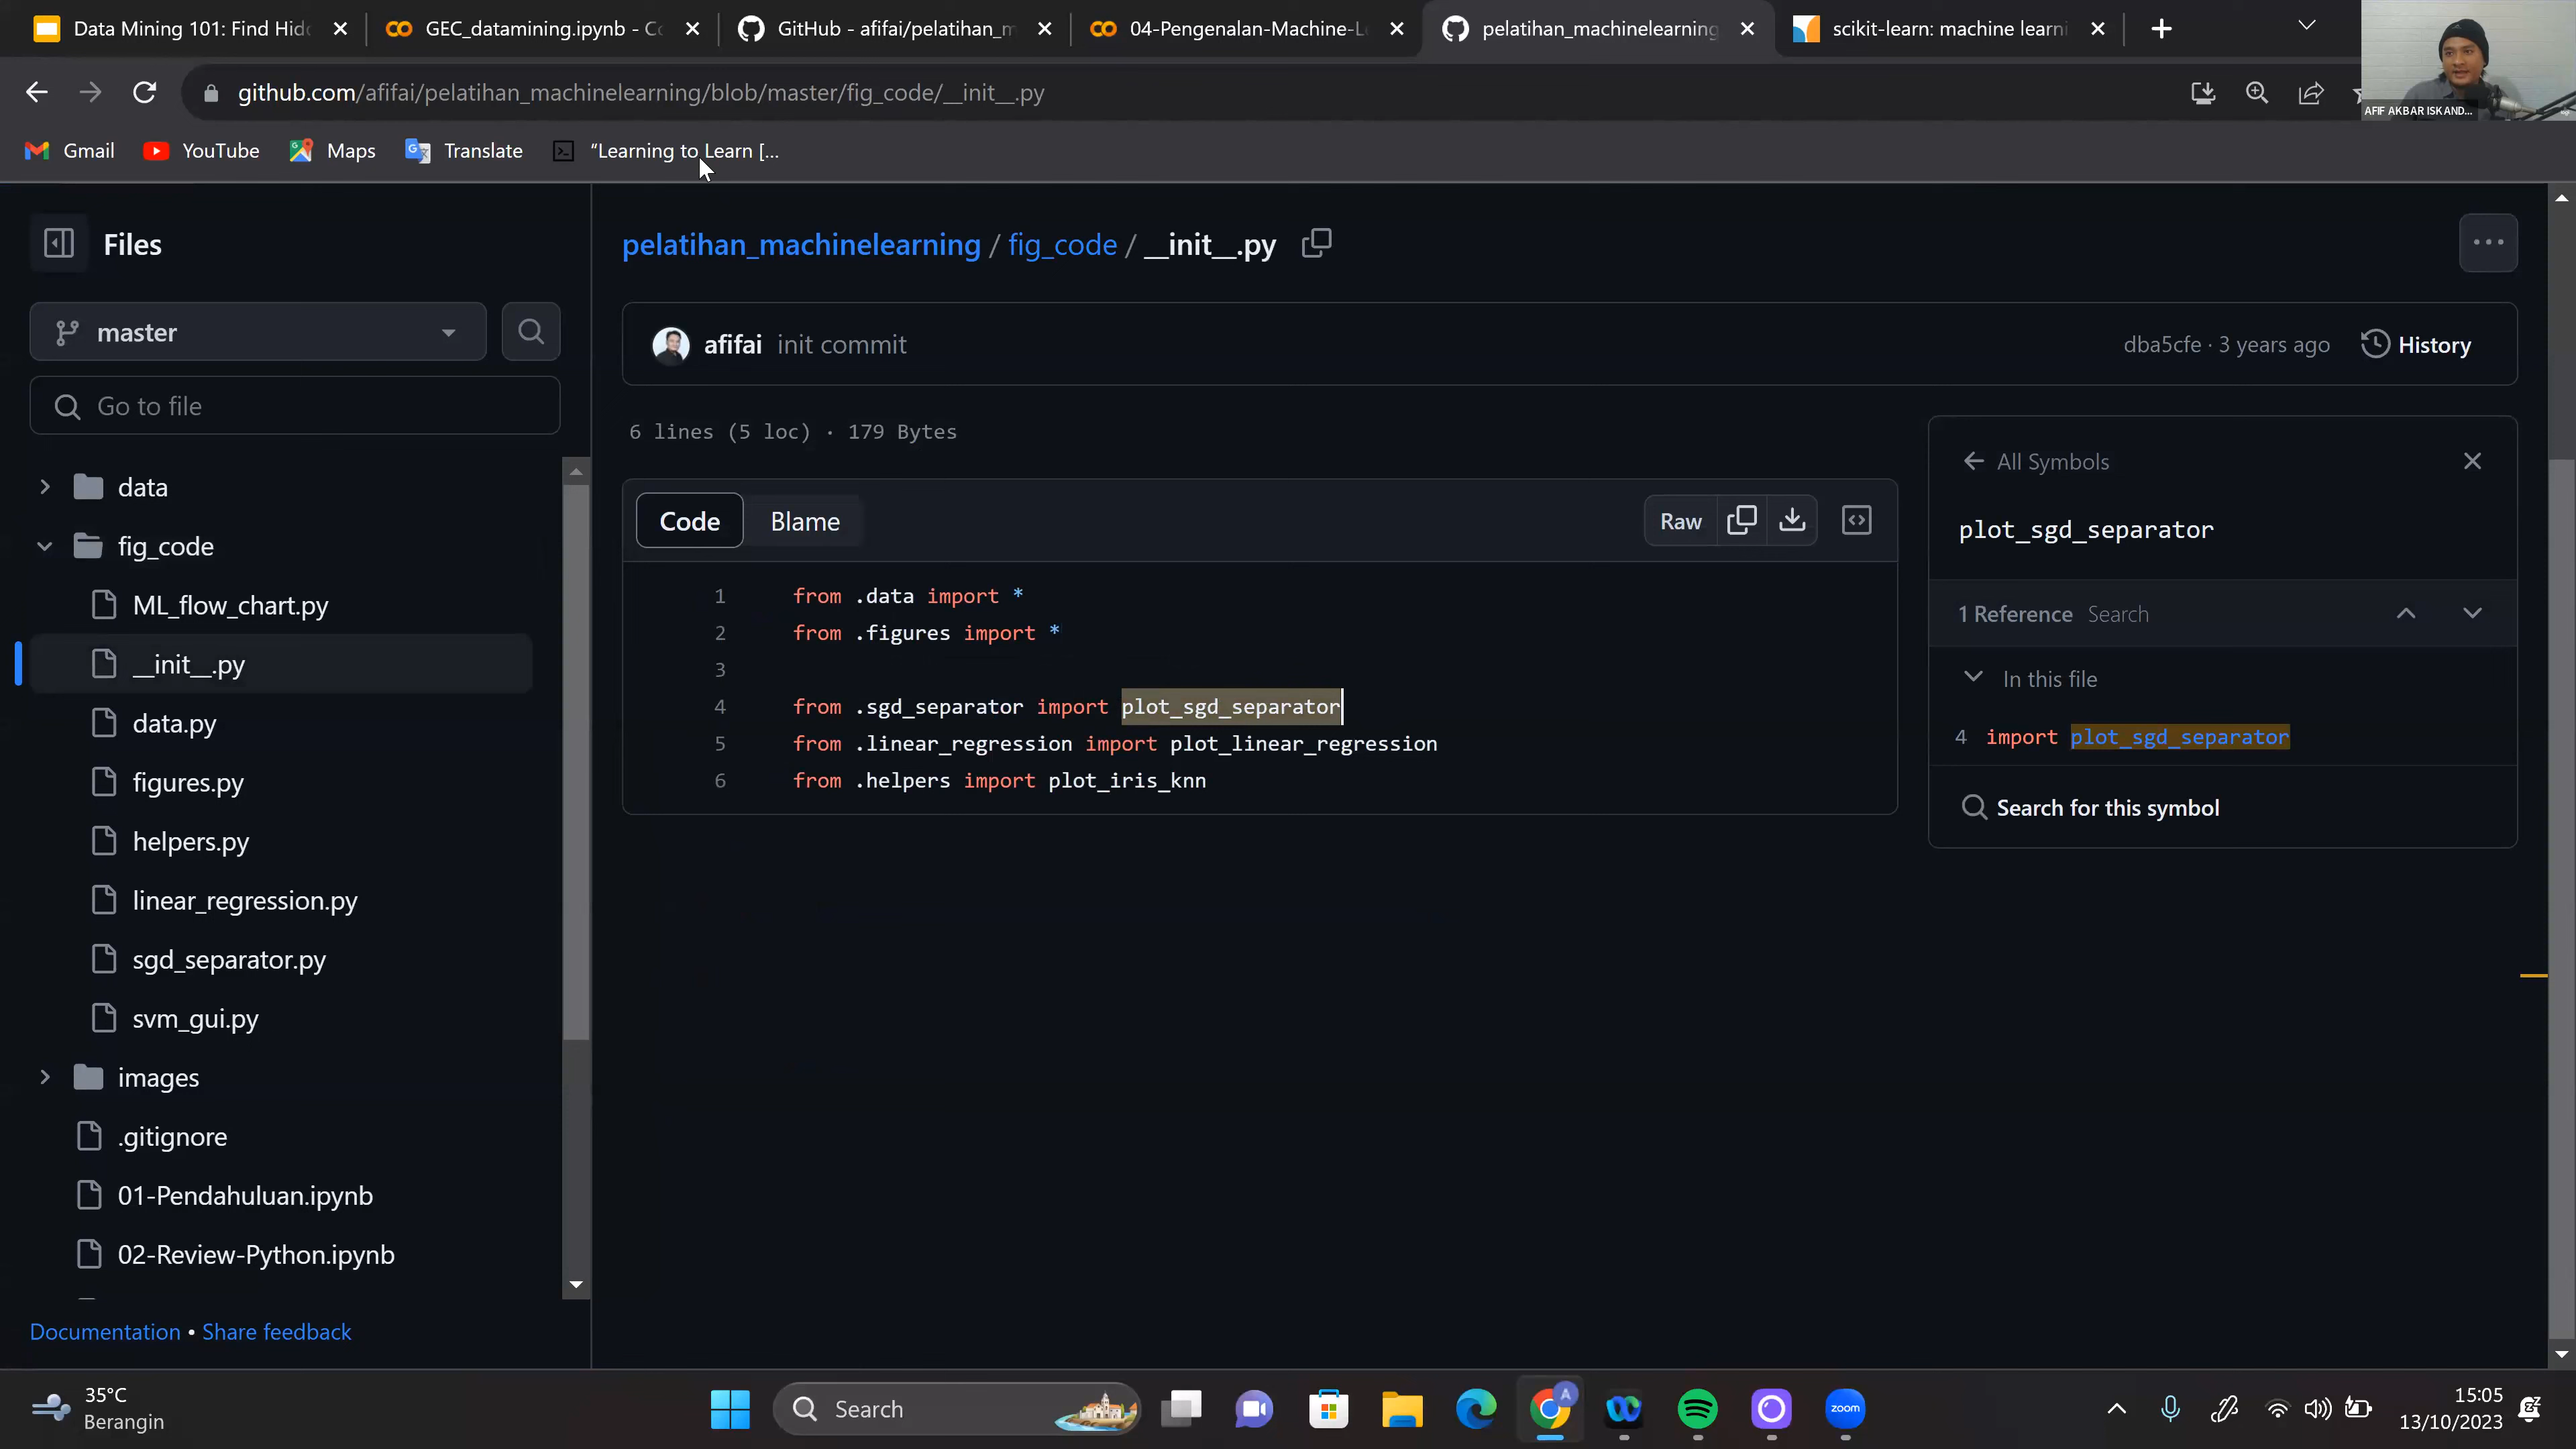 Data Mining 101: Find Hid
GEC_datamining.ipynb - Co
GitHub - afifai/pelatihan_m
04-Pengenalan-Machine-L
pelatihan_machinelearning
scikit-learn: machine learni
github.com/afifai/pelatihan_machinelearning/blob/master/fig_code/__init__.py
AFIF AKBAR ISKAND...
Gmail
YouTube
Maps
Translate
"Learning to Learn [...
Files
master
Go to file
data
fig_code
ML_flow_chart.py
__init__.py
data.py
figures.py
helpers.py
linear_regression.py
sgd_separator.py
svm_gui.py
images
.gitignore
01-Pendahuluan.ipynb
02-Review-Python.ipynb
Documentation • Share feedback
pelatihan_machinelearning / fig_code / __init__.py
afifai init commit
dba5cfe · 3 years ago
History
6 lines (5 loc) · 179 Bytes
Code
Blame
Raw
1 from .data import *
2 from .figures import *
3
4 from .sgd_separator import plot_sgd_separator
5 from .linear_regression import plot_linear_regression
6 from .helpers import plot_iris_knn
All Symbols
plot_sgd_separator
1 Reference Search
In this file
4 import plot_sgd_separator
Search for this symbol
35°C
Berangin
Search
A
zoom
15:05
13/10/2023